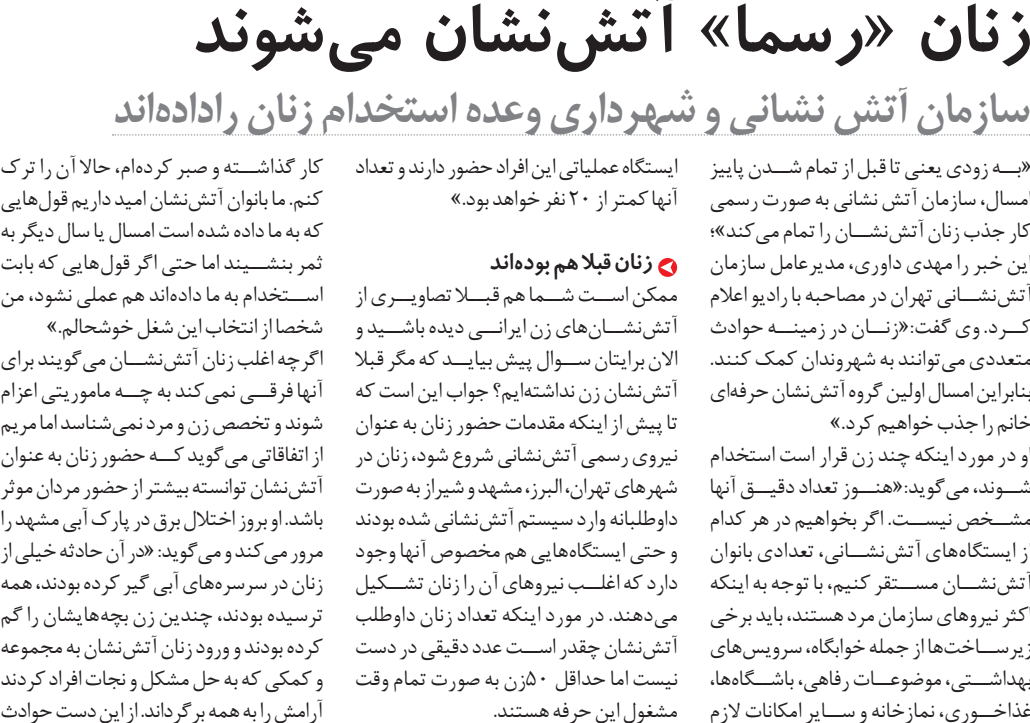 زنان «رسما» آتش‌نشان می‌شوند
سازمان آتش نشانی و شهرداری وعده استخدام زنان راداده‌اند
«به زودی یعنی تا قبل از تمام شدن پاییز
امسال، سازمان آتش نشانی به صورت رسمی
کار جذب زنان آتش‌نشان را تمام می‌کند»؛
این خبر را مهدی داوری، مدیرعامل سازمان
آتش‌نشانی تهران در مصاحبه با رادیو اعلام
کرد. وی گفت:«زنان در زمینه حوادث
متعددی می‌توانند به شهروندان کمک کنند.
بنابراین امسال اولین گروه آتش‌نشان حرفه‌ای
خانم را جذب خواهیم کرد.»
او در مورد اینکه چند زن قرار است استخدام
شوند، می‌گوید:«هنوز تعداد دقیق آنها
مشخص نیست. اگر بخواهیم در هر کدام
از ایستگاه‌های آتش‌نشانی، تعدادی بانوان
آتش‌نشان مستقر کنیم، با توجه به اینکه
اکثر نیروهای سازمان مرد هستند، باید برخی
زیرساخت‌ها از جمله خوابگاه، سرویس‌های
بهداشتی، موضوعات رفاهی، باشگاه‌ها،
غذاخوری، نمازخانه و سایر امکانات لازم
ایستگاه عملیاتی این افراد حضور دارند و تعداد
آنها کمتر از ۲۰ نفر خواهد بود.»
زنان قبلا هم بوده‌اند
ممکن است شما هم قبلا تصاویری از
آتش‌نشان‌های زن ایرانی دیده باشید و
الان برایتان سوال پیش بیاید که مگر قبلا
آتش‌نشان زن نداشته‌ایم؟ جواب این است که
تا پیش از اینکه مقدمات حضور زنان به عنوان
نیروی رسمی آتش‌نشانی شروع شود، زنان در
شهرهای تهران، البرز، مشهد و شیراز به صورت
داوطلبانه وارد سیستم آتش‌نشانی شده بودند
و حتی ایستگاه‌هایی هم مخصوص آنها وجود
دارد که اغلب نیروهای آن را زنان تشکیل
می‌دهند. در مورد اینکه تعداد زنان داوطلب
آتش‌نشان چقدر است عدد دقیقی در دست
نیست اما حداقل ۵۰زن به صورت تمام وقت
مشغول این حرفه هستند.
کار گذاشته و صبر کرده‌ام، حالا آن را ترک
کنم. ما بانوان آتش‌نشان امید داریم قول‌هایی
که به ما داده شده است امسال یا سال دیگر به
ثمر بنشیند اما حتی اگر قول‌هایی که بابت
استخدام به ما داده‌اند هم عملی نشود، من
شخصا از انتخاب این شغل خوشحالم.»
اگرچه اغلب زنان آتش‌نشان می‌گویند برای
آنها فرقی نمی‌کند به چه ماموریتی اعزام
شوند و تخصص زن و مرد نمی‌شناسد اما مریم
از اتفاقاتی می‌گوید که حضور زنان به عنوان
آتش‌نشان توانسته بیشتر از حضور مردان موثر
باشد. او بروز اختلال برق در پارک آبی مشهد را
مرور می‌کند و می‌گوید: «در آن حادثه خیلی از
زنان در سرسره‌های آبی گیر کرده بودند، همه
ترسیده بودند، چندین زن بچه‌هایشان را گم
کرده بودند و ورود زنان آتش‌نشان به مجموعه
و کمکی که به حل مشکل و نجات افراد کردند
آرامش را به همه برگرداند. از این دست حوادث